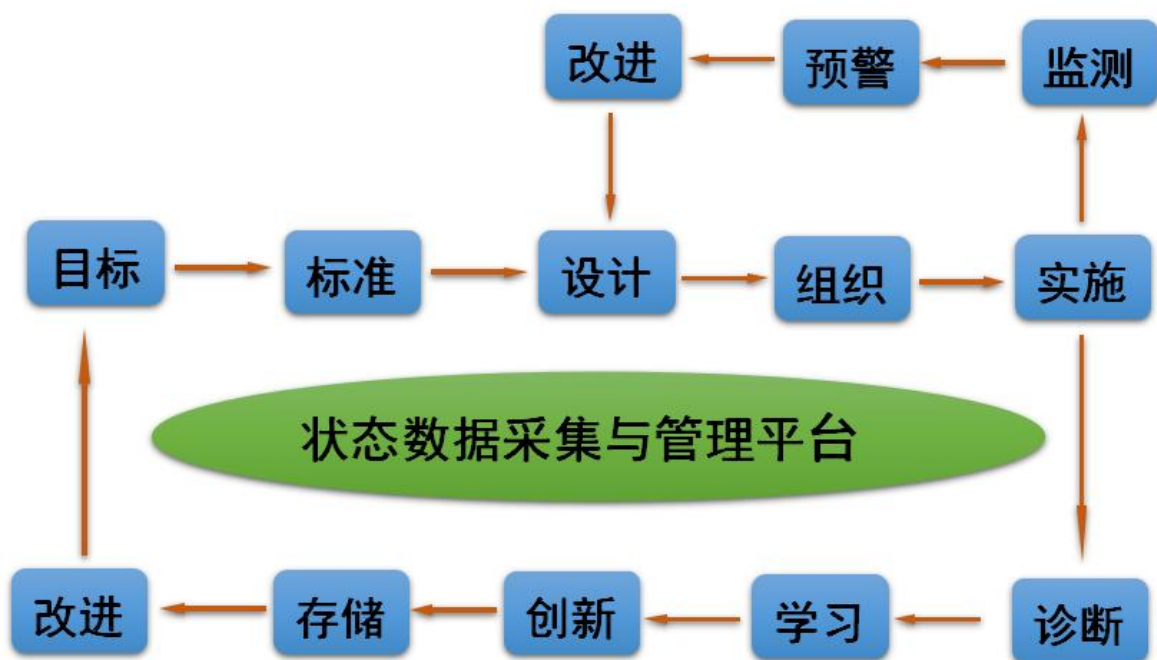 改进
预警
监测
目标
标准
设计
组织
实施
状态数据采集与管理平台
改进
存储
创新
学习
诊断